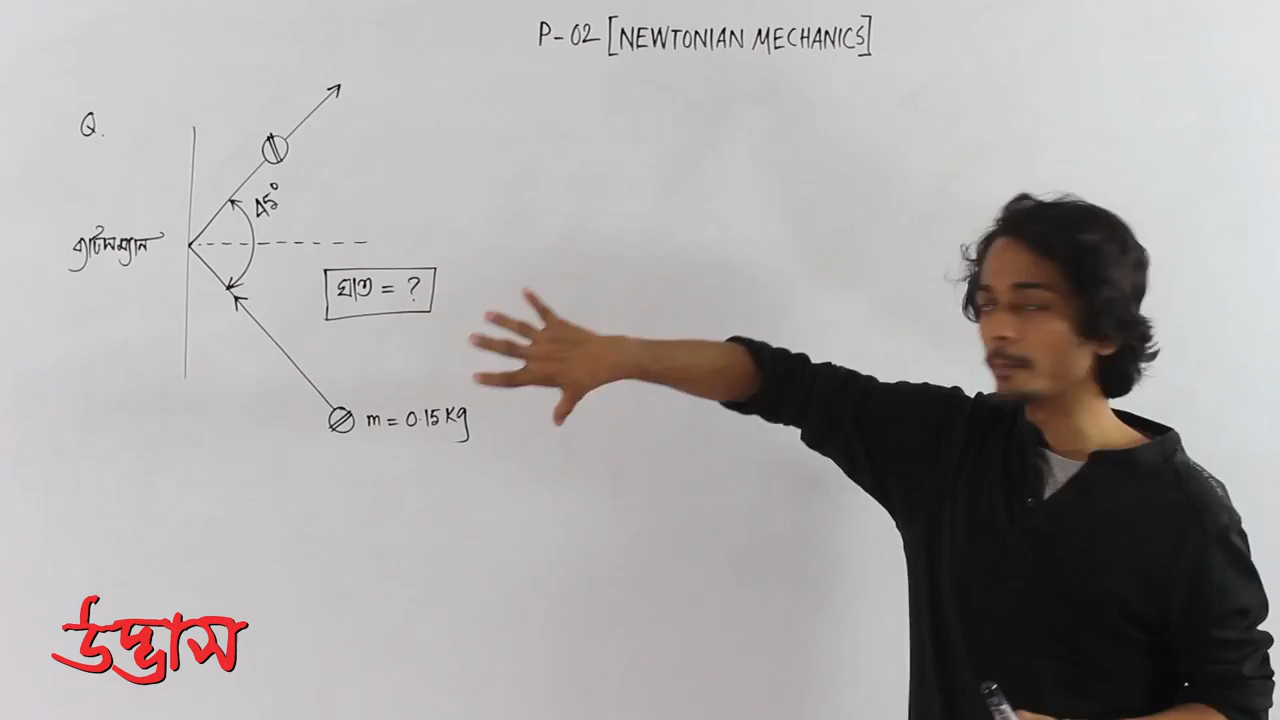 P-02 [NEWTONIAN MECHANICS]
Q.
45°
ব্যাটসম্যান
ঘাত = ?
m = 0.15 Kg
উদ্ভাস